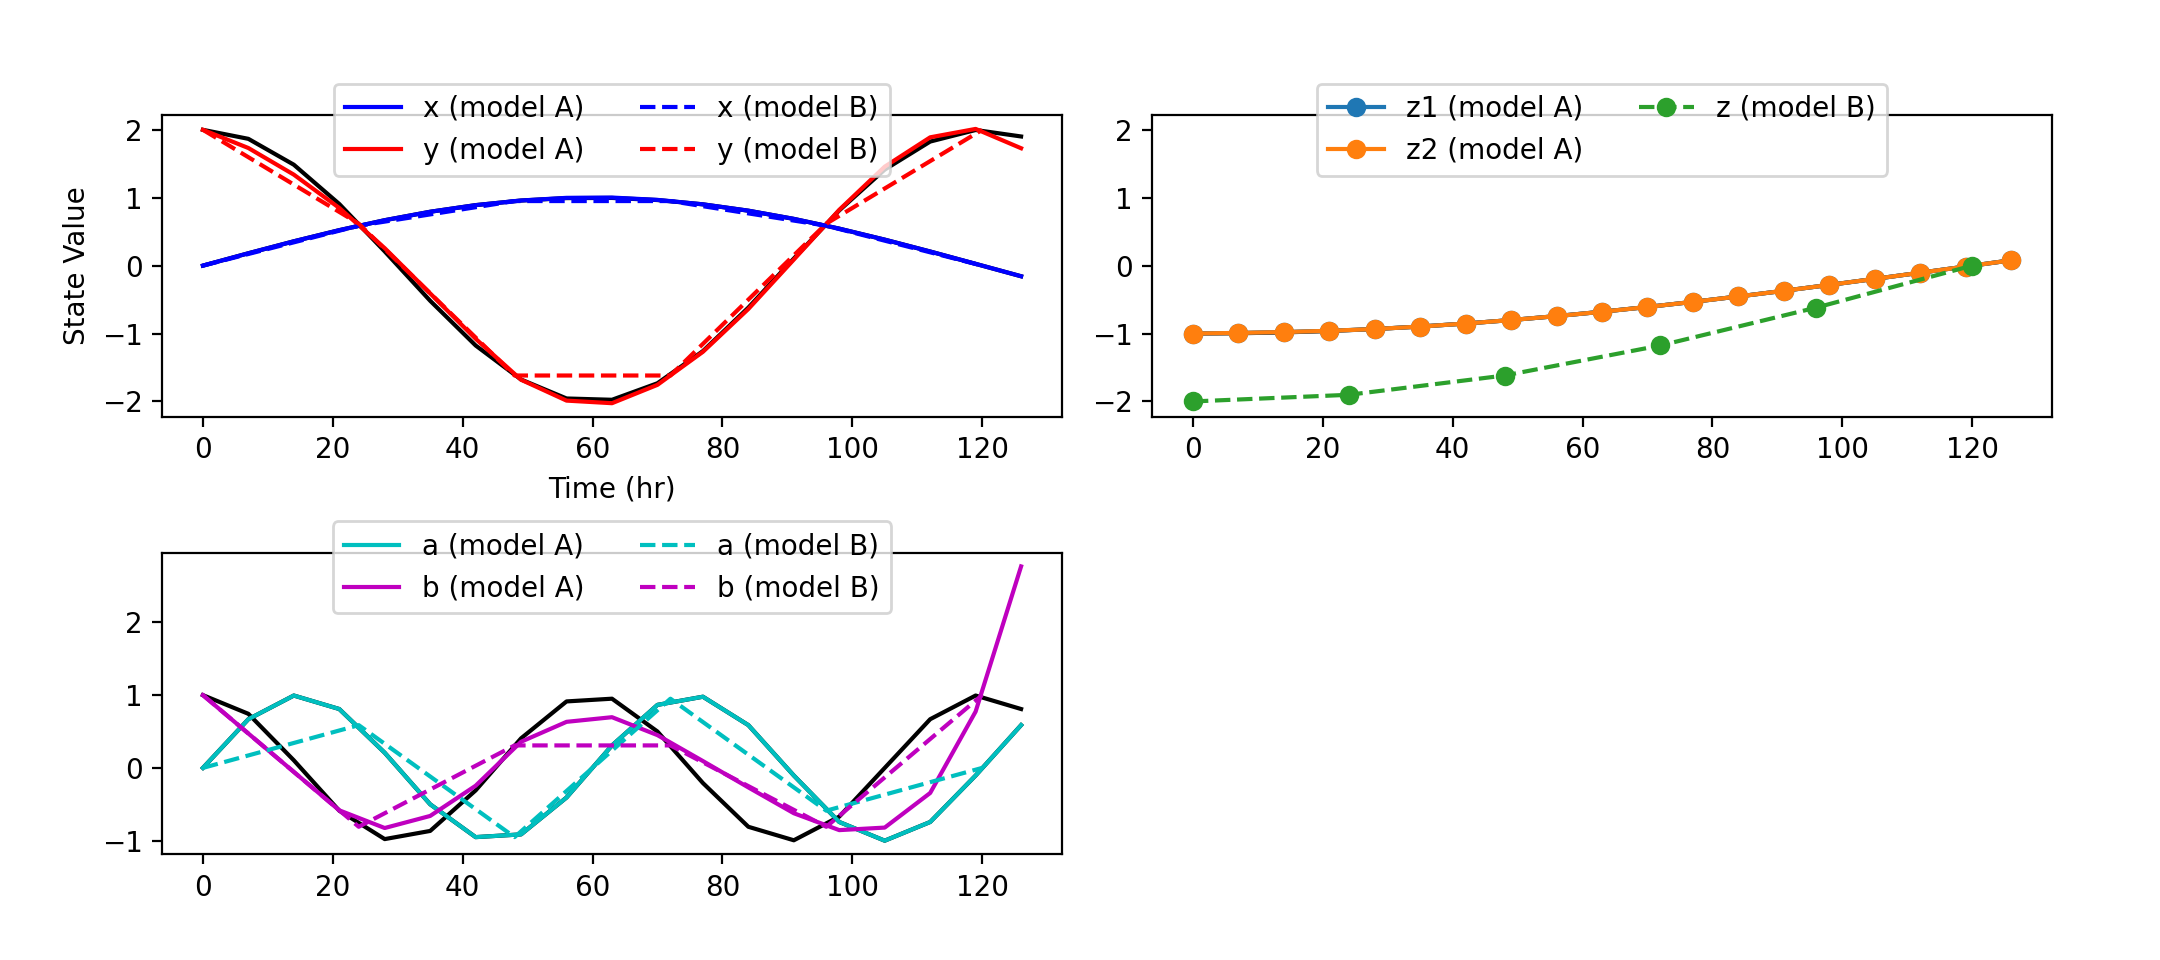 x (model A) x (model B)
y (model A) y (model B)
2
1
0
−1
−2
State Value
0 20 40 60 80 100 120
Time (hr)
z1 (model A) z (model B)
z2 (model A)
2
1
0
−1
−2
0 20 40 60 80 100 120
a (model A) a (model B)
b (model A) b (model B)
2
1
0
−1
0 20 40 60 80 100 120